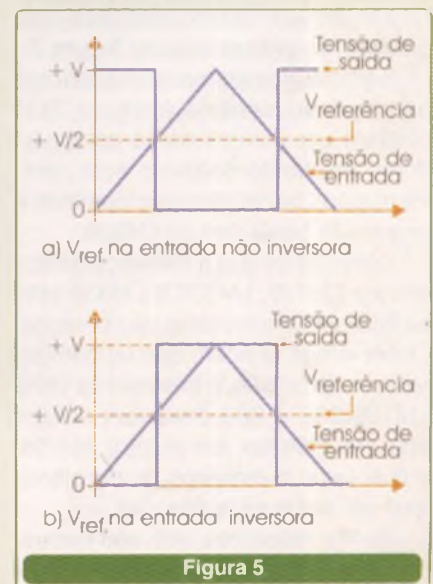 Tensão de
saída
+ V
Vreferência
+ V/2
Tensão de
entrada
0
a) Vref. na entrada não inversora
Tensão de
saída
+ V
Vreferência
+ V/2
Tensão de
entrada
0
b) Vref. na entrada inversora
Figura 5